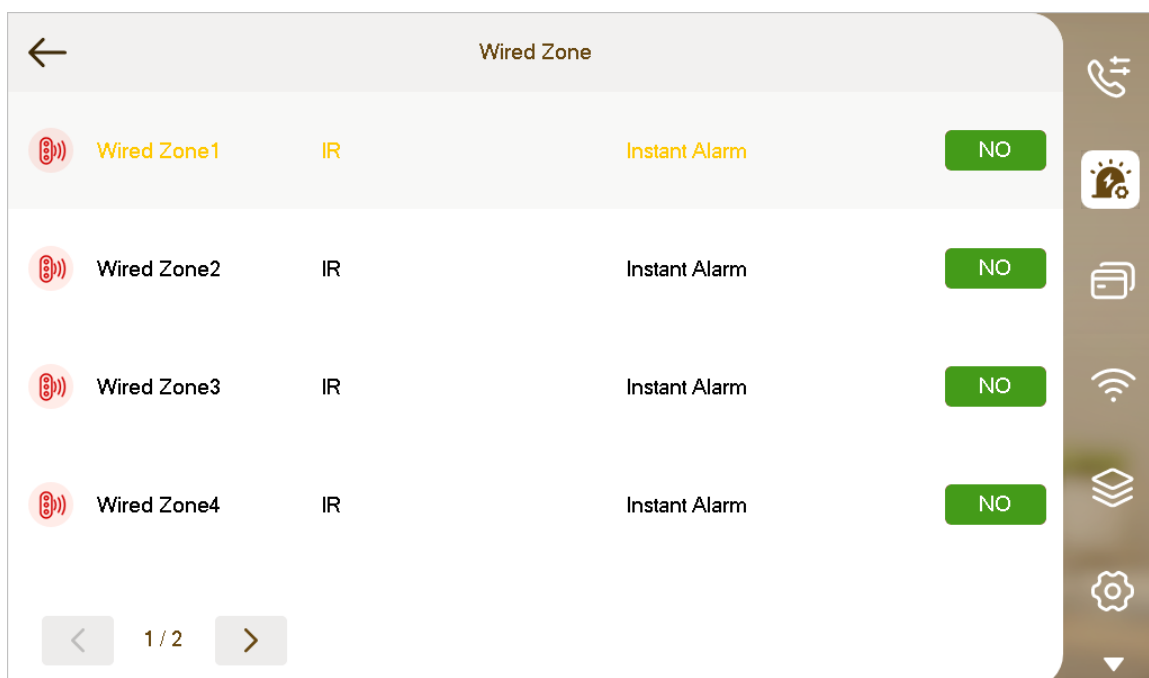 Wired Zone
Wired Zone1 IR Instant Alarm NO
Wired Zone2 IR Instant Alarm NO
Wired Zone3 IR Instant Alarm NO
Wired Zone4 IR Instant Alarm NO
1 / 2